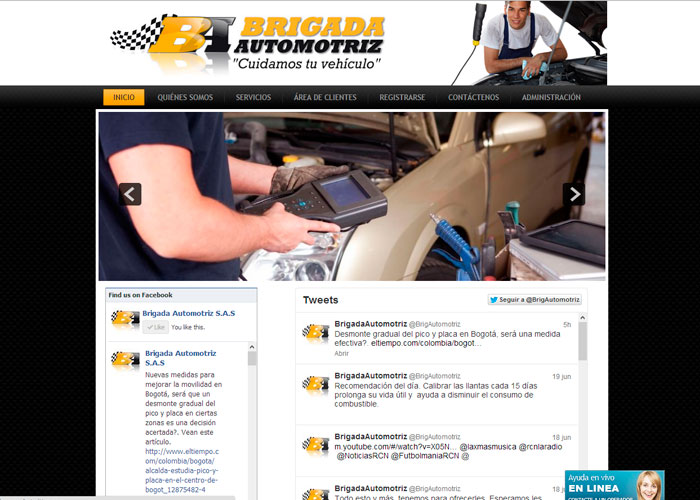 BA BRIGADA
AUTOMOTRIZ
"Cuidamos tu vehículo"
INICIO QUIÉNES SOMOS SERVICIOS ÁREA DE CLIENTES REGISTRARSE CONTÁCTENOS ADMINISTRACIÓN
Find us on Facebook
Brigada Automotriz S.A.S
Like You like this.
Brigada Automotriz
S.A.S
Nuevas medidas para
mejorar la movilidad en
Bogotá, será que un
desmonte gradual del
pico y placa en ciertas
zonas es una decisión
acertada?. Vean este
artículo.
http://www.eltiempo.c
om/colombia/bogota/
alcalda-estudia-pico-y-
placa-en-el-centro-de-
bogot_12875482-4
Tweets
Seguir a @BrigAutomotriz
BrigadaAutomotriz @BrigAutomotriz 5h
Desmonte gradual del pico y placa en Bogotá, será una medida
efectiva?. eltiempo.com/colombia/bogot...
Abrir
BrigadaAutomotriz @BrigAutomotriz 19 jun
Recomendación del día. Calibrar las llantas cada 15 días
prolonga su vida útil y ayuda a disminuir el consumo de
combustible.
BrigadaAutomotriz @BrigAutomotriz 18 jun
m.youtube.com/#/watch?v=X05N... @laxmasmusica @rcnlaradio
@NoticiasRCN @FutbolmaniaRCN @
BrigadaAutomotriz @BrigAutomotriz 18 jun
Todo esto y más, tenemos para ofrecerles. Esperamos les
Ayuda en vivo
EN LINEA
CONTACTE A UN OPERADOR